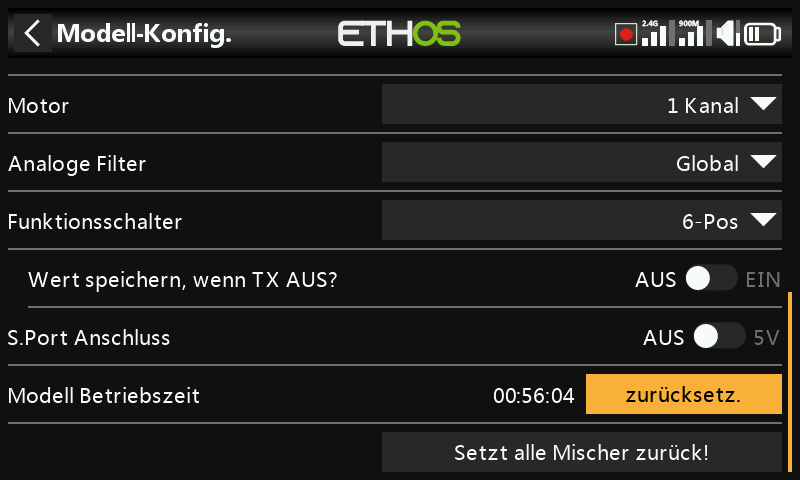 Modell-Konfig.
ETHOS
2.4G
900M
Motor
1 Kanal
Analoge Filter
Global
Funktionsschalter
6-Pos
Wert speichern, wenn TX AUS?
AUS EIN
S.Port Anschluss
AUS 5V
Modell Betriebszeit
00:56:04
zurücksetz.
Setzt alle Mischer zurück!